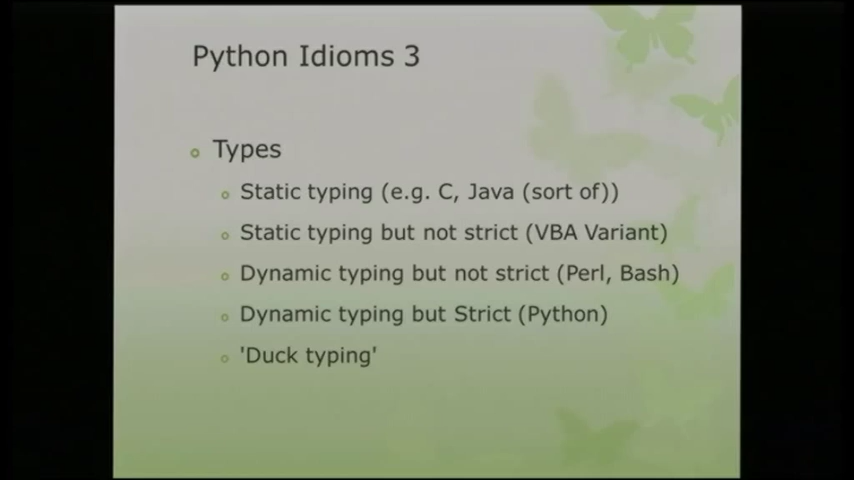 Python Idioms 3
Types
Static typing (e.g. C, Java (sort of))
Static typing but not strict (VBA Variant)
Dynamic typing but not strict (Perl, Bash)
Dynamic typing but Strict (Python)
'Duck typing'